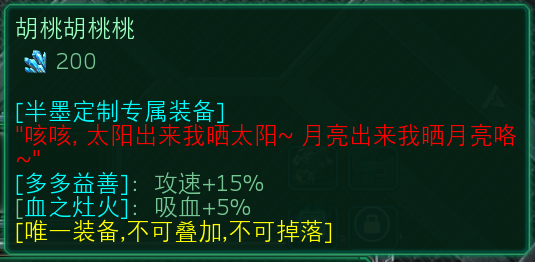 胡桃胡桃桃
200
[半墨定制专属装备]
"咳咳, 太阳出来我晒太阳~ 月亮出来我晒月亮咯
~"
[多多益善]: 攻速+15%
[血之灶火]: 吸血+5%
[唯一装备,不可叠加,不可掉落]